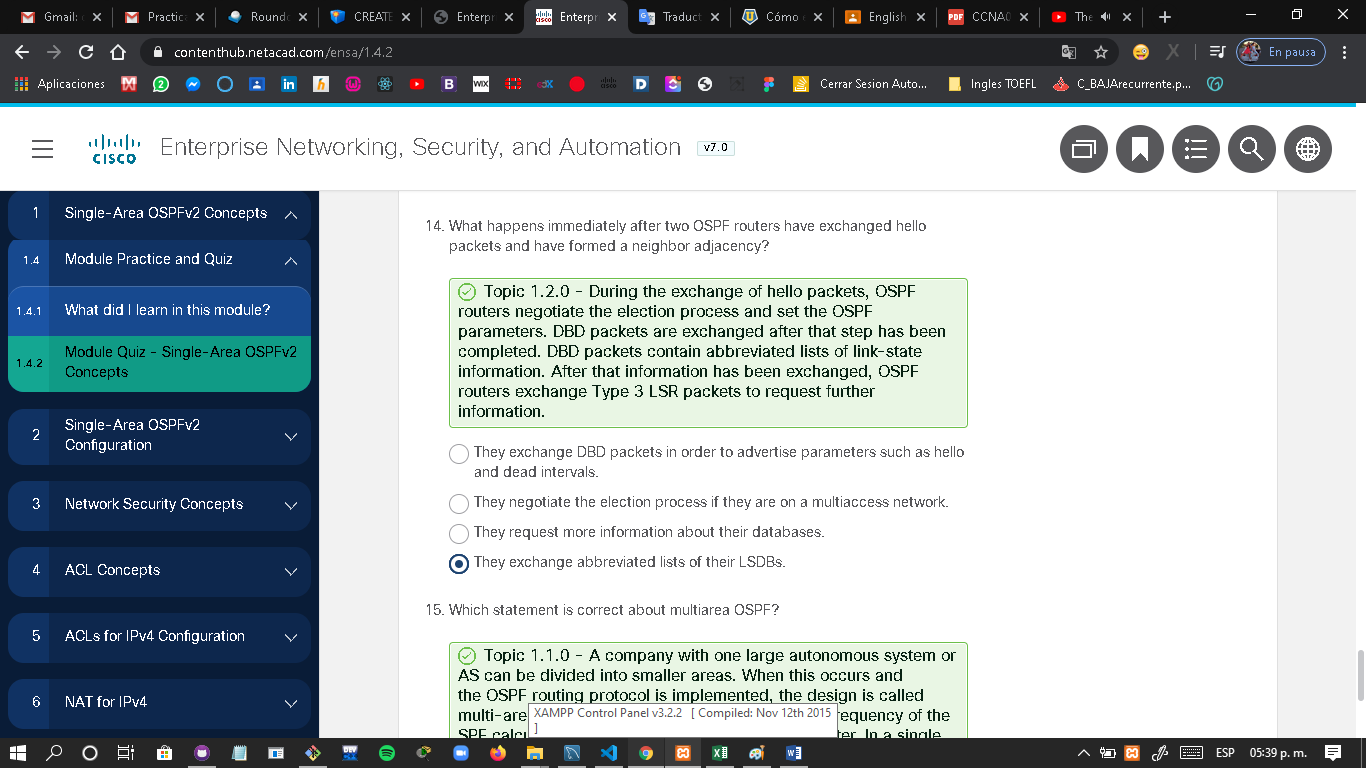 Gmail:
Practic
Roundc
CREATE
Enterpr
Enterpr
Traduct
Cómo
English
CCNA
The
contenthub.netacad.com/ensa/1.4.2
En pausa
Aplicaciones
Cerrar Sesion Auto...
Ingles TOEFL
C_BAJArecurrente.p...
CISCO
Enterprise Networking, Security, and Automation v7.0
1 Single-Area OSPFv2 Concepts
1.4 Module Practice and Quiz
1.4.1 What did I learn in this module?
1.4.2 Module Quiz - Single-Area OSPFv2
Concepts
2 Single-Area OSPFv2
Configuration
3 Network Security Concepts
4 ACL Concepts
5 ACLs for IPv4 Configuration
6 NAT for IPv4
14. What happens immediately after two OSPF routers have exchanged hello
packets and have formed a neighbor adjacency?
Topic 1.2.0 - During the exchange of hello packets, OSPF
routers negotiate the election process and set the OSPF
parameters. DBD packets are exchanged after that step has been
completed. DBD packets contain abbreviated lists of link-state
information. After that information has been exchanged, OSPF
routers exchange Type 3 LSR packets to request further
information.
They exchange DBD packets in order to advertise parameters such as hello
and dead intervals.
They negotiate the election process if they are on a multiaccess network.
They request more information about their databases.
They exchange abbreviated lists of their LSDBs.
15. Which statement is correct about multiarea OSPF?
Topic 1.1.0 - A company with one large autonomous system or
AS can be divided into smaller areas. When this occurs and
the OSPF routing protocol is implemented, the design is called
multi-are
requency of the
XAMPP Control Panel v3.2.2 [ Compiled: Nov 12th 2015
]
SPF calcu
ter. In a single
ESP
05:39 p. m.